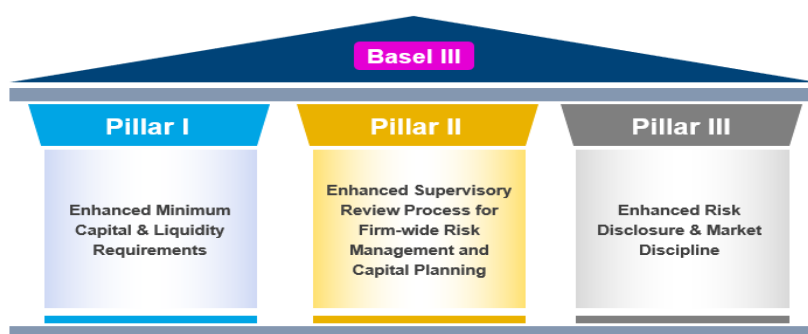 Basel III
Pillar I
Pillar II
Pillar III
Enhanced Minimum
Capital & Liquidity
Requirements
Enhanced Supervisory
Review Process for
Firm-wide Risk
Management and
Capital Planning
Enhanced Risk
Disclosure & Market
Discipline